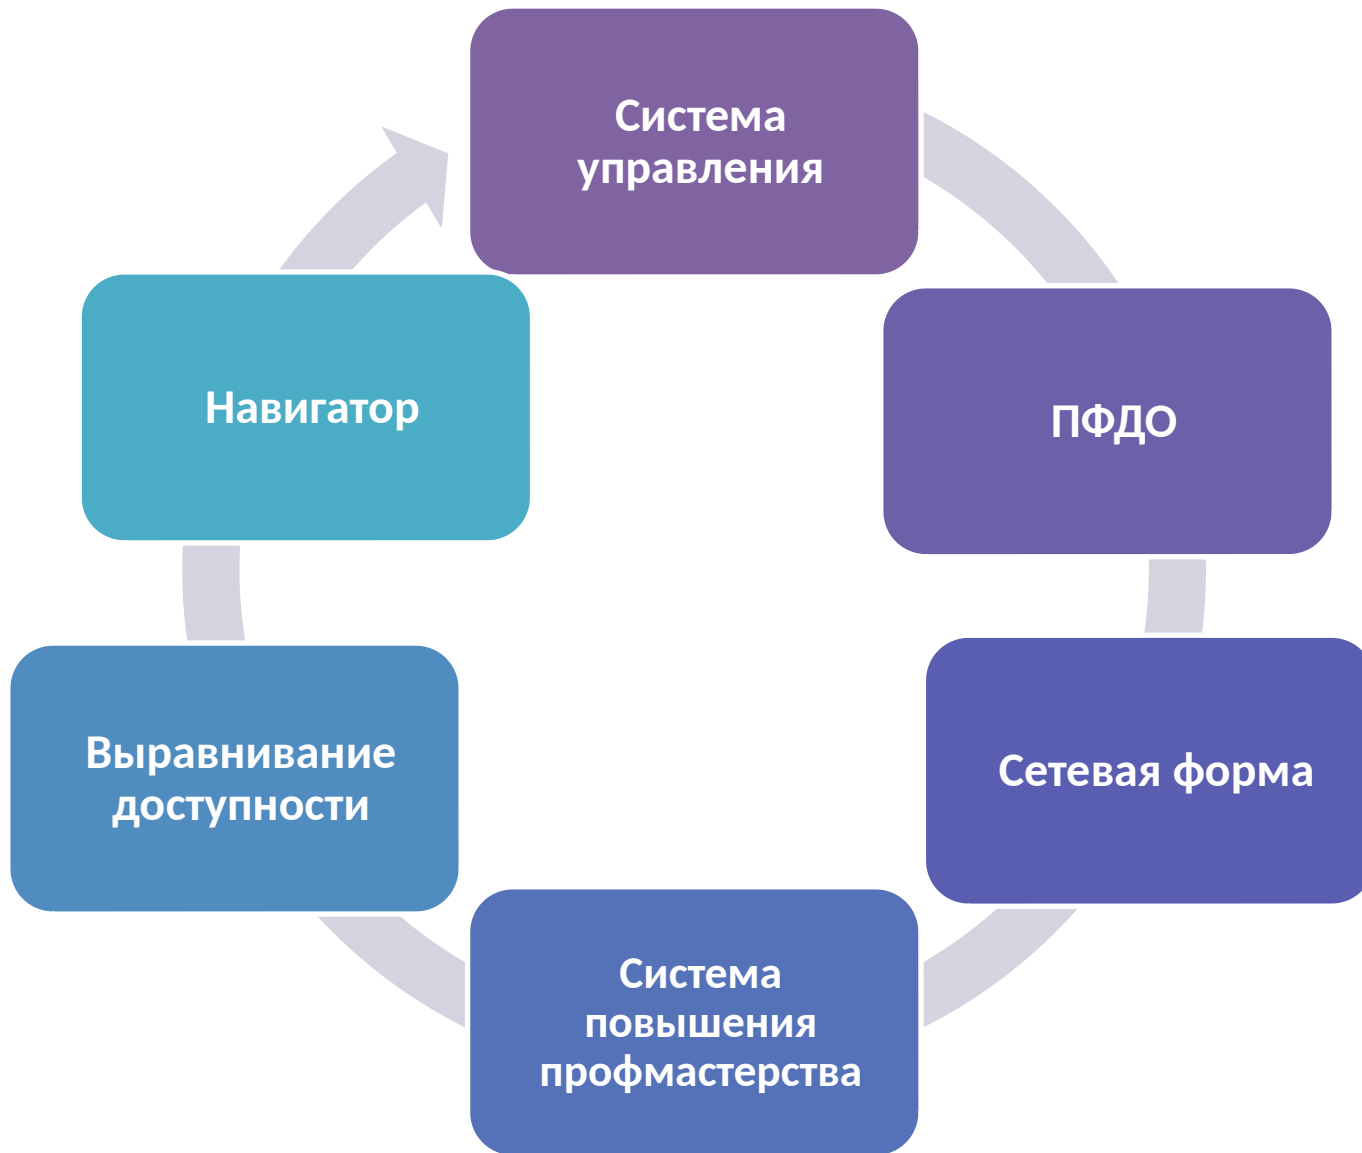 Система
управления
ПФДО
Сетевая форма
Система
повышения
профмастерства
Выравнивание
доступности
Навигатор